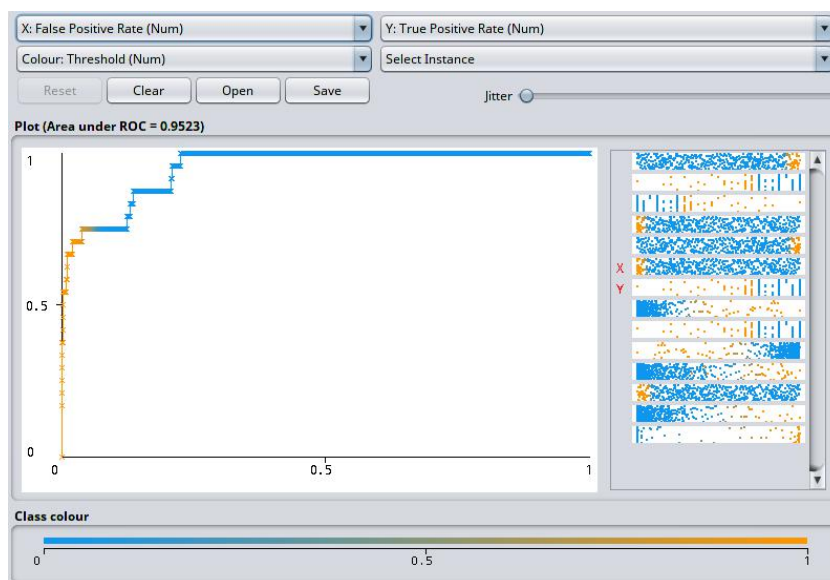 X: False Positive Rate (Num) Y: True Positive Rate (Num)
Colour: Threshold (Num) Select Instance
Reset Clear Open Save Jitter
Plot (Area under ROC = 0.9523)
1
0.5
0
0 0.5 1
X
Y
Class colour
0 0.5 1